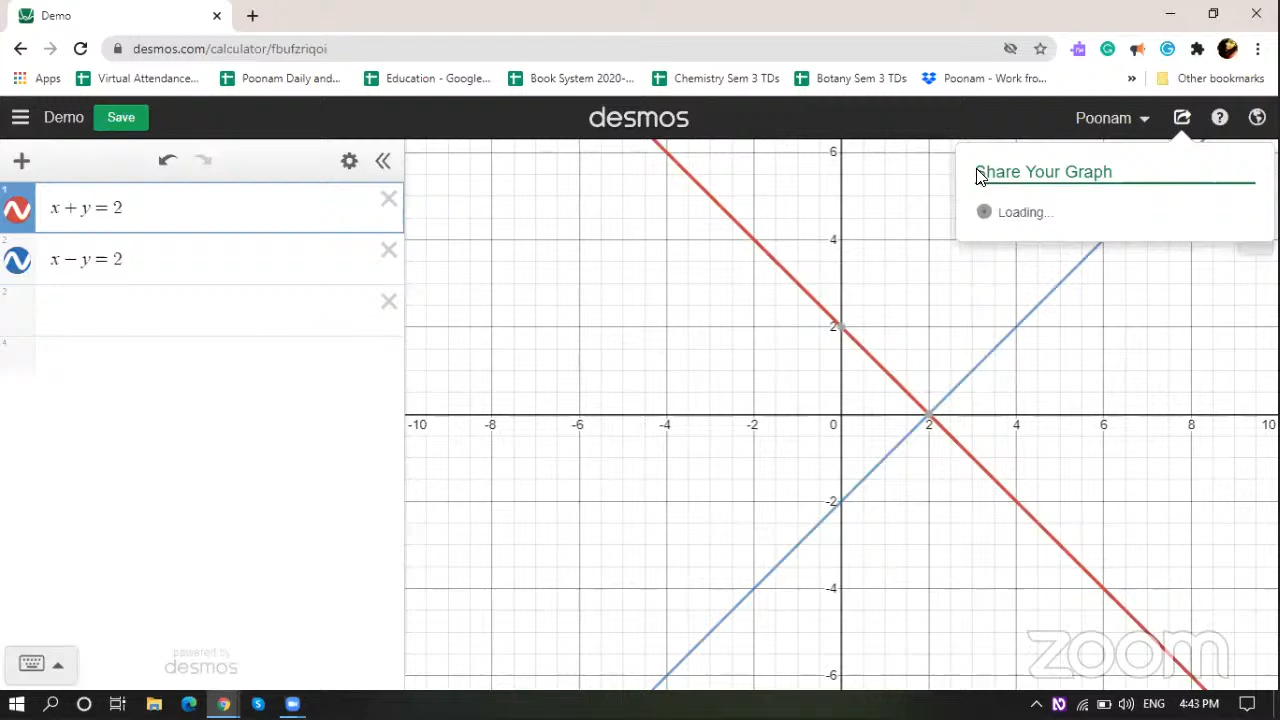 Demo
desmos.com/calculator/fbufzriqoi
Apps
Virtual Attendance...
Poonam Daily and...
Education - Google...
Book System 2020-...
Chemistry Sem 3 TDs
Botany Sem 3 TDs
Poonam - Work fro...
»
Other bookmarks
Demo
Save
desmos
Poonam
Share Your Graph
Loading...
1
x + y = 2
2
x − y = 2
4
6
4
2
-10
-8
-6
-4
-2
0
2
4
6
8
10
-2
-4
-6
powered by
desmos
zoom
ENG
4:43 PM